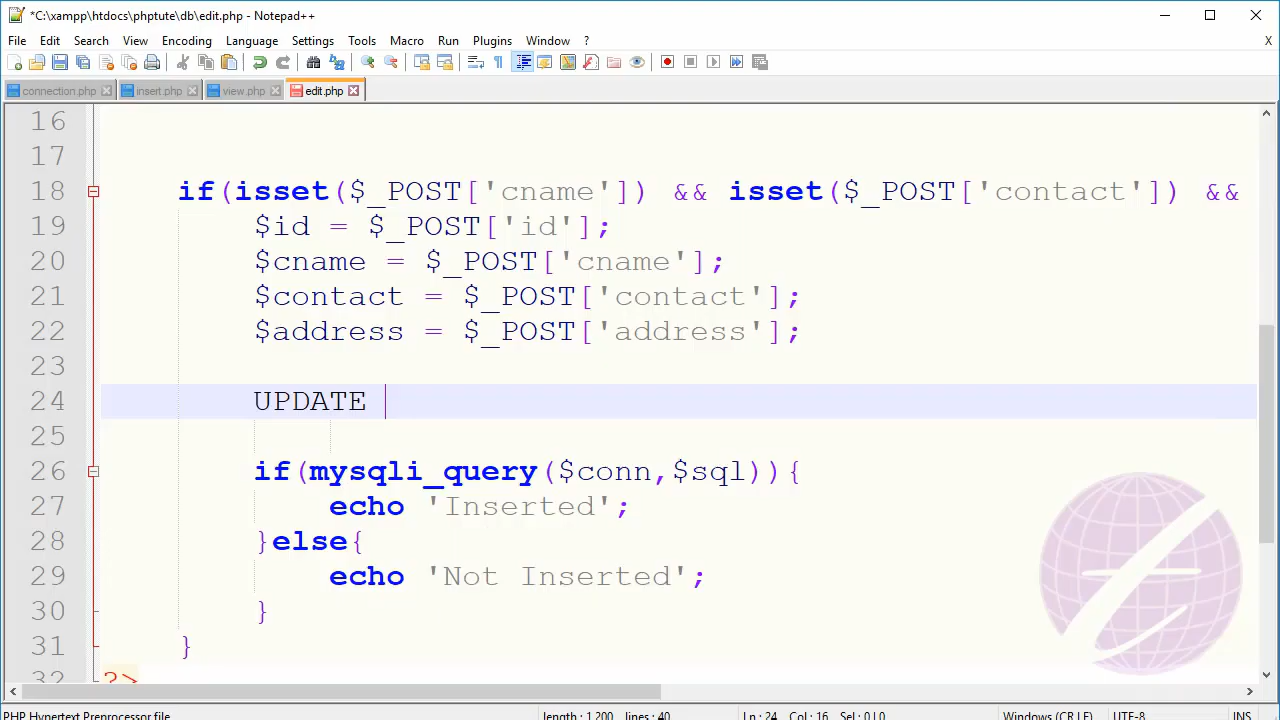 *C:\xampp\htdocs\phptute\db\edit.php - Notepad++
File Edit Search View Encoding Language Settings Tools Macro Run Plugins Window ? X
connection.php insert.php view.php edit.php
16
17
18 if(isset($_POST['cname']) && isset($_POST['contact']) &&
19 $id = $_POST['id'];
20 $cname = $_POST['cname'];
21 $contact = $_POST['contact'];
22 $address = $_POST['address'];
23
24 UPDATE
25
26 if(mysqli_query($conn,$sql)){
27 echo 'Inserted';
28 }else{
29 echo 'Not Inserted';
30 }
31 }
32 ?>
PHP Hypertext Preprocessor file length : 1,200 lines : 40 Ln : 24 Col : 16 Sel : 0 | 0 Windows (CR LF) UTF-8 INS